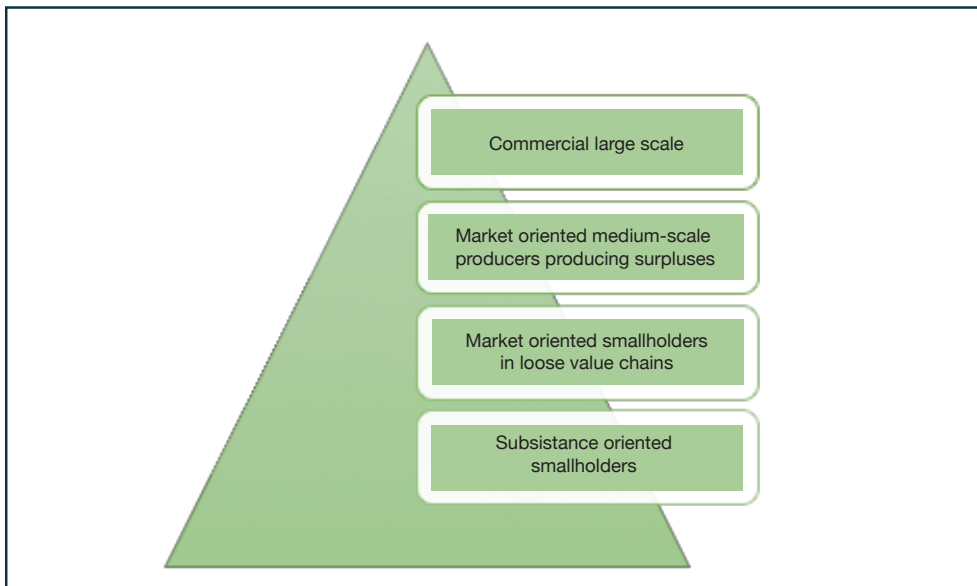 Commercial large scale
Market oriented medium-scale
producers producing surpluses
Market oriented smallholders
in loose value chains
Subsistance oriented
smallholders